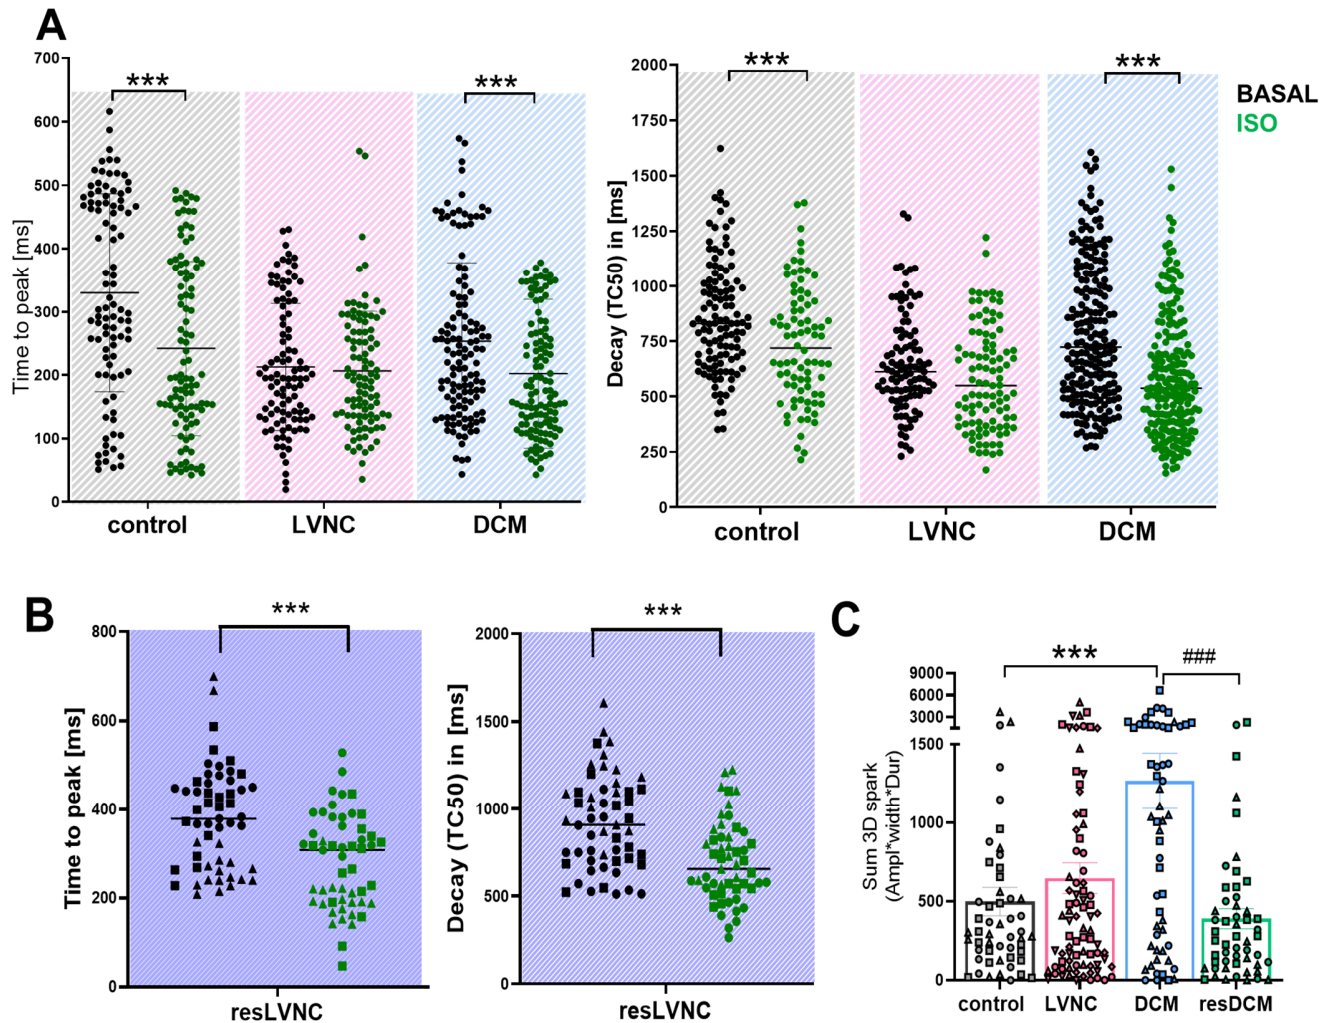 A
Time to peak [ms]
700
600
500
400
300
200
100
0
***
***
control
LVNC
DCM
Decay (TC50) in [ms]
2000
1750
1500
1250
1000
750
500
250
0
***
***
control
LVNC
DCM
BASAL
ISO
B
Time to peak [ms]
800
600
400
200
0
***
resLVNC
Decay (TC50) in [ms]
2000
1500
1000
500
0
***
resLVNC
C
Sum 3D spark
(Ampl*width*Dur)
9000
6000
3000
1500
1000
500
0
***
###
control
LVNC
DCM
resDCM